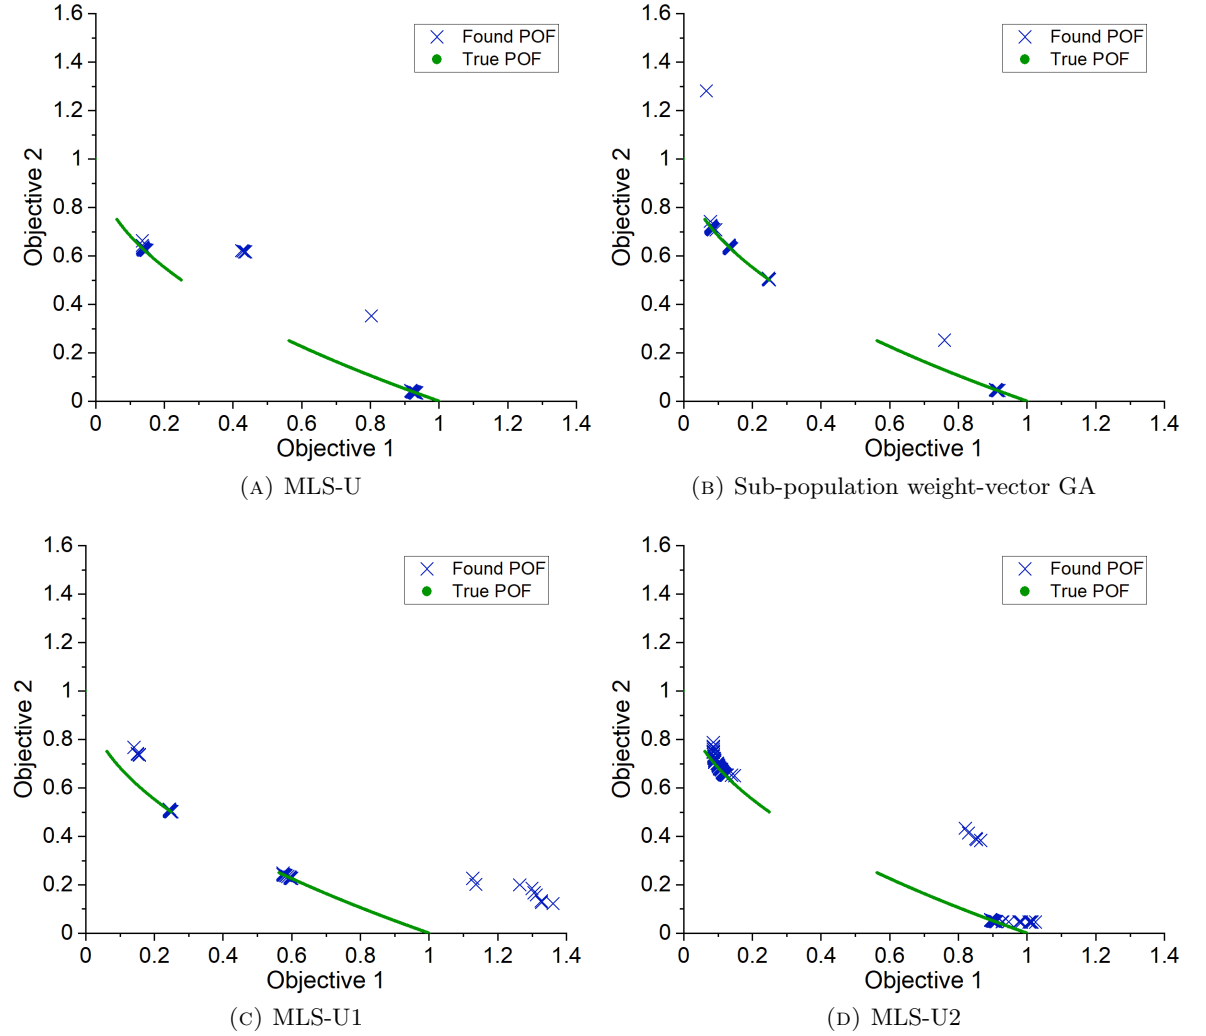 1.6
1.4
1.2
1
0.8
0.6
0.4
0.2
0
0 0.2 0.4 0.6 0.8 1 1.2 1.4
Objective 2
Objective 1
Found POF
True POF
(A) MLS-U
1.6
1.4
1.2
1
0.8
0.6
0.4
0.2
0
0 0.2 0.4 0.6 0.8 1 1.2 1.4
Objective 2
Objective 1
Found POF
True POF
(B) Sub-population weight-vector GA
1.6
1.4
1.2
1
0.8
0.6
0.4
0.2
0
0 0.2 0.4 0.6 0.8 1 1.2 1.4
Objective 2
Objective 1
Found POF
True POF
(C) MLS-U1
1.6
1.4
1.2
1
0.8
0.6
0.4
0.2
0
0 0.2 0.4 0.6 0.8 1 1.2 1.4
Objective 2
Objective 1
Found POF
True POF
(D) MLS-U2